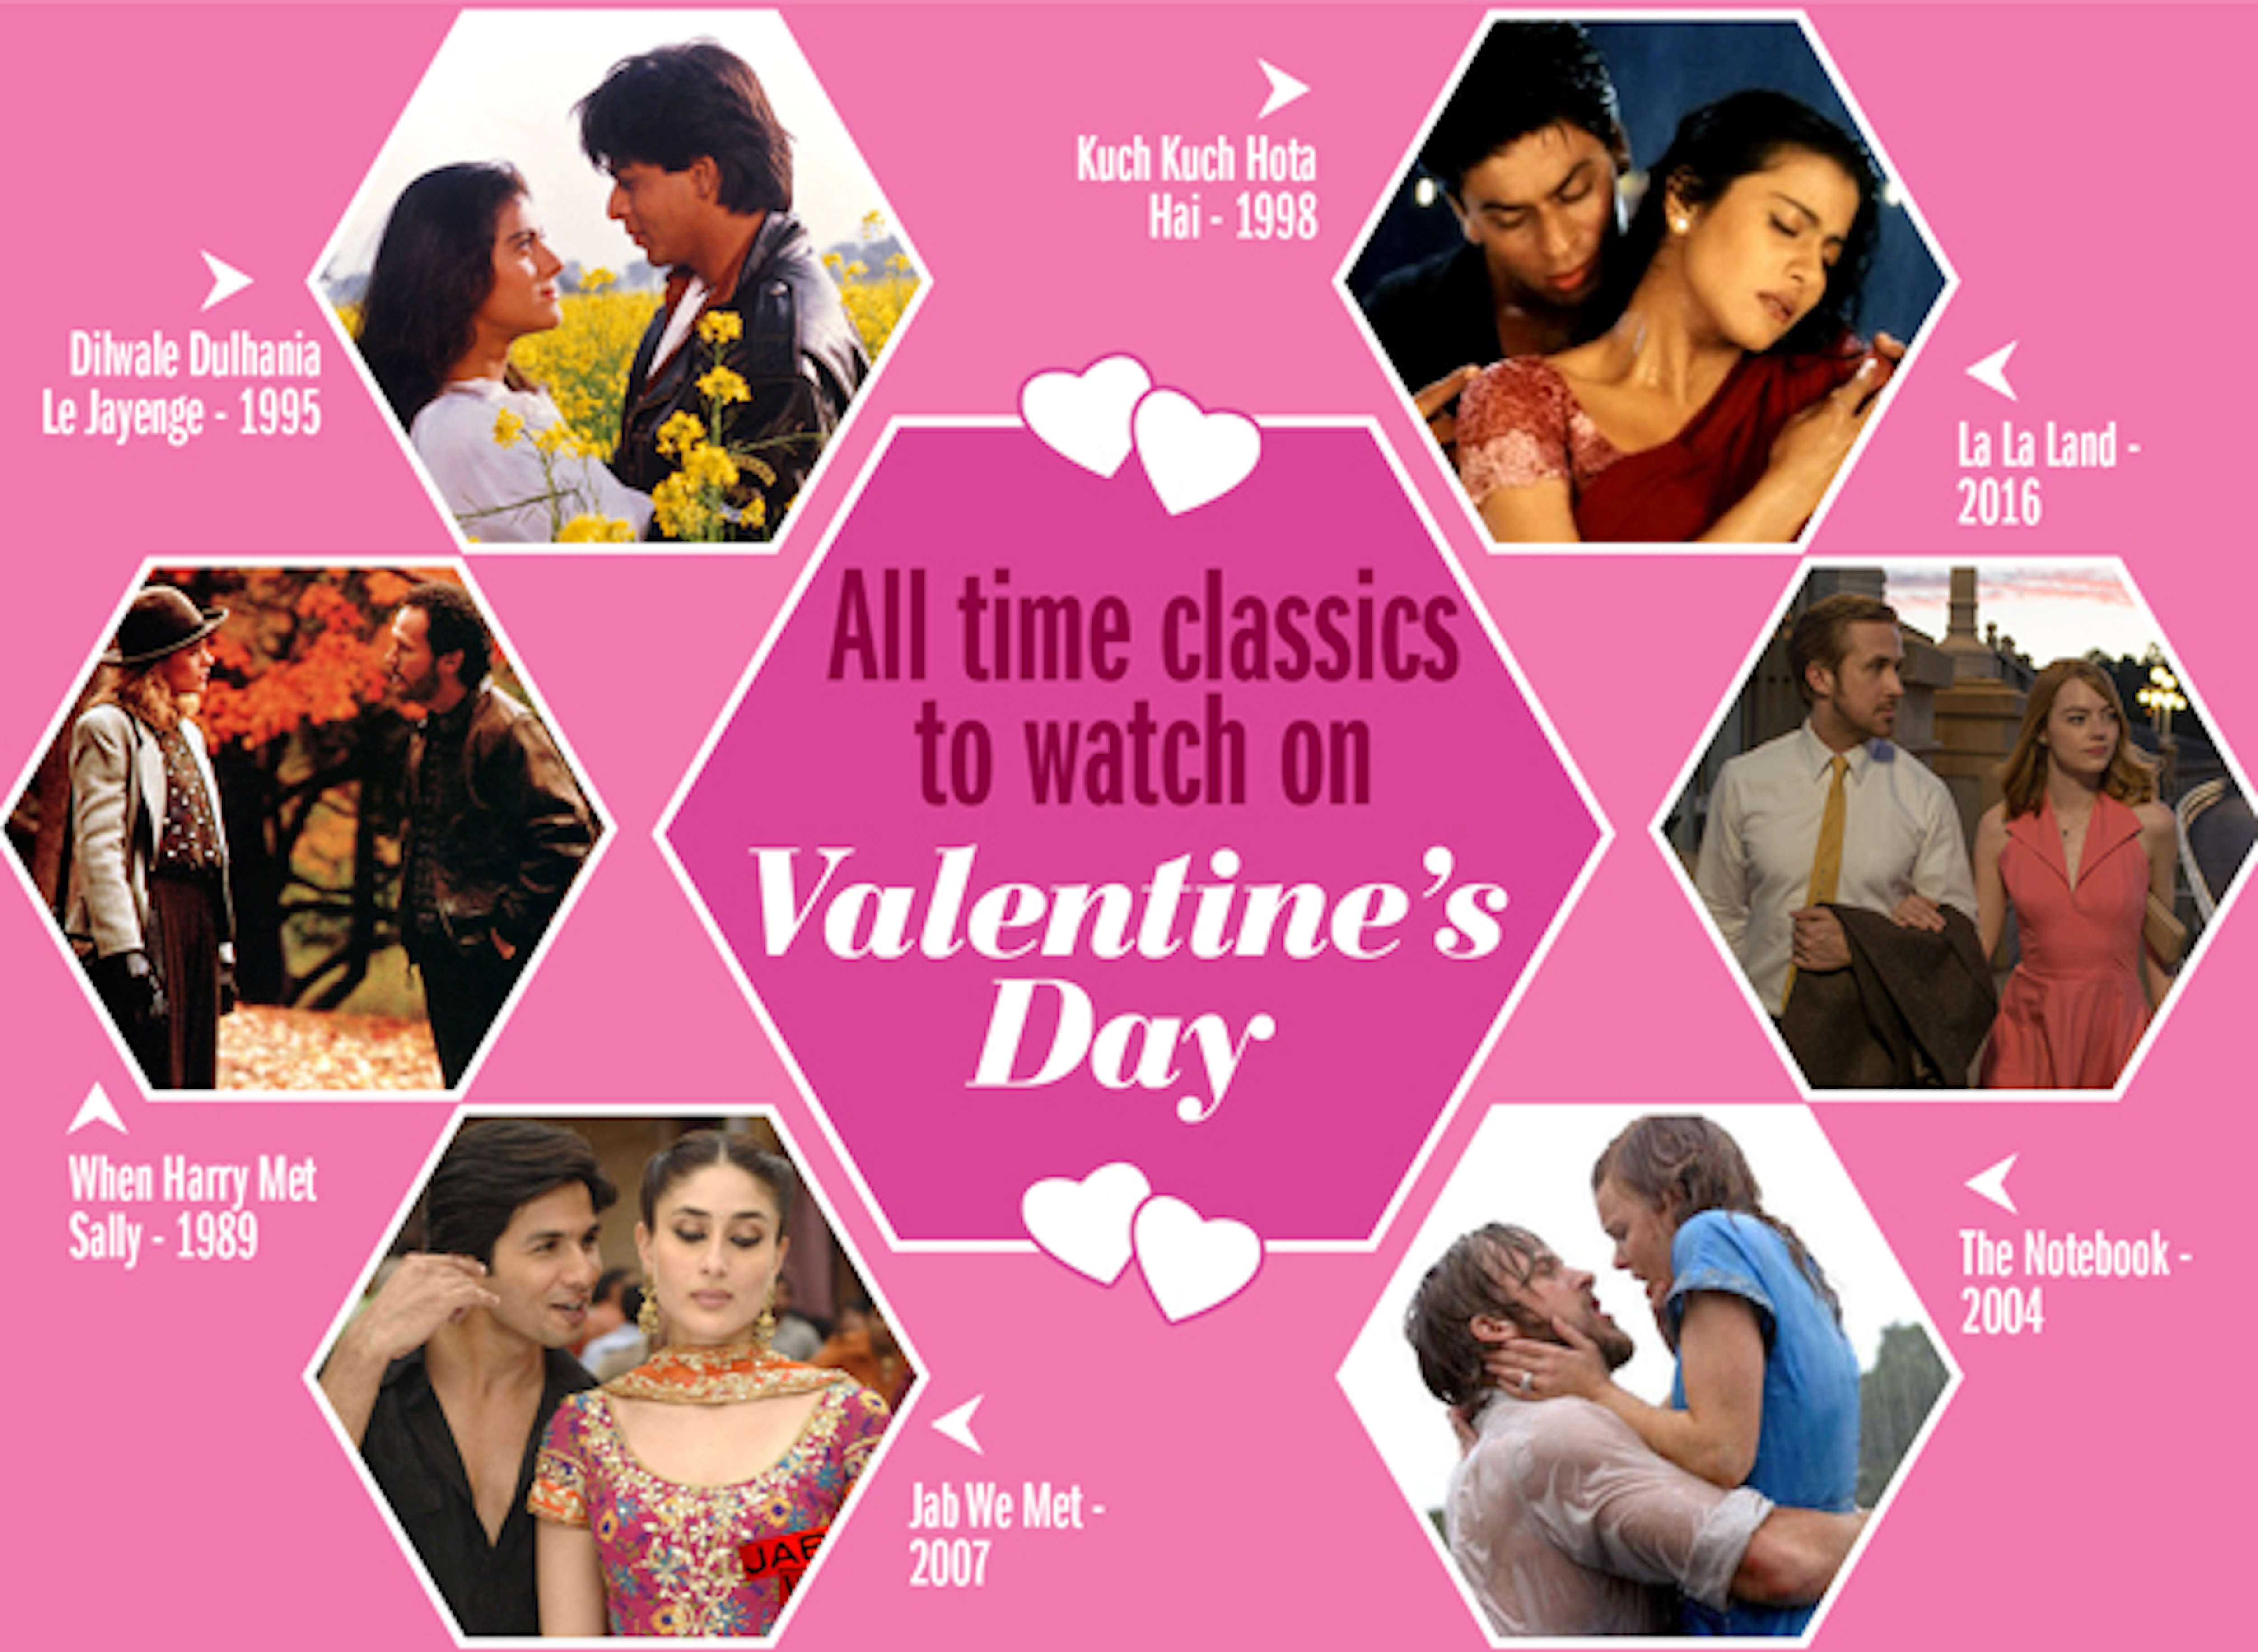 Kuch Kuch Hota
Hai - 1998
Dilwale Dulhania
Le Jayenge - 1995
La La Land -
2016
All time classics
to watch on
Valentine's
Day
When Harry Met
Sally - 1989
The Notebook -
2004
Jab We Met -
2007